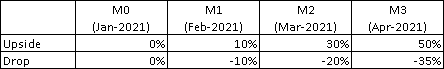 M0 M1 M2 M3
(Jan-2021) (Feb-2021) (Mar-2021) (Apr-2021)
Upside 0% 10% 30% 50%
Drop 0% -10% -20% -35%